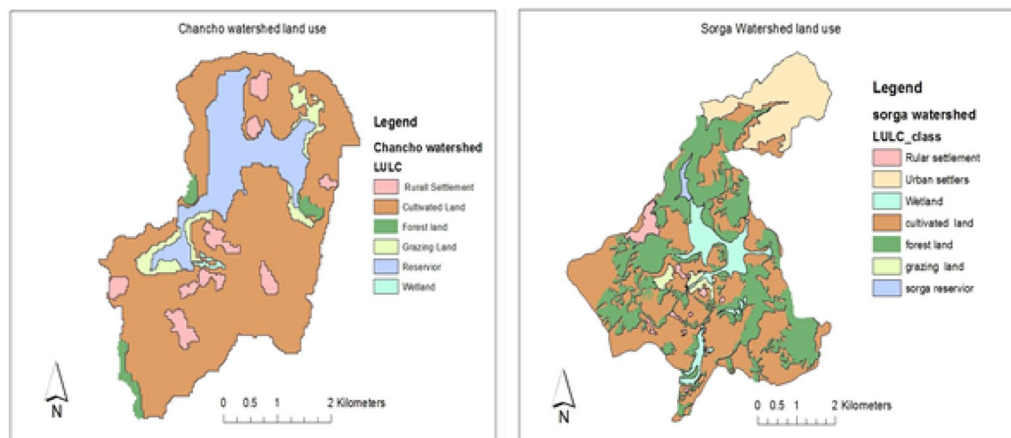 Chancho watershed land use
Legend
Chancho watershed
LULC
Rurall Settlement
Cultivated Land
Forest land
Grazing Land
Reservior
Wetland
N
0 0.5 1 2 Kilometers
Sorga Watershed land use
Legend
sorga watershed
LULC_class
Rular settlement
Urban settlers
Wetland
cultivated land
forest land
grazing land
sorga reservior
N
0 0.5 1 2 Kilometers